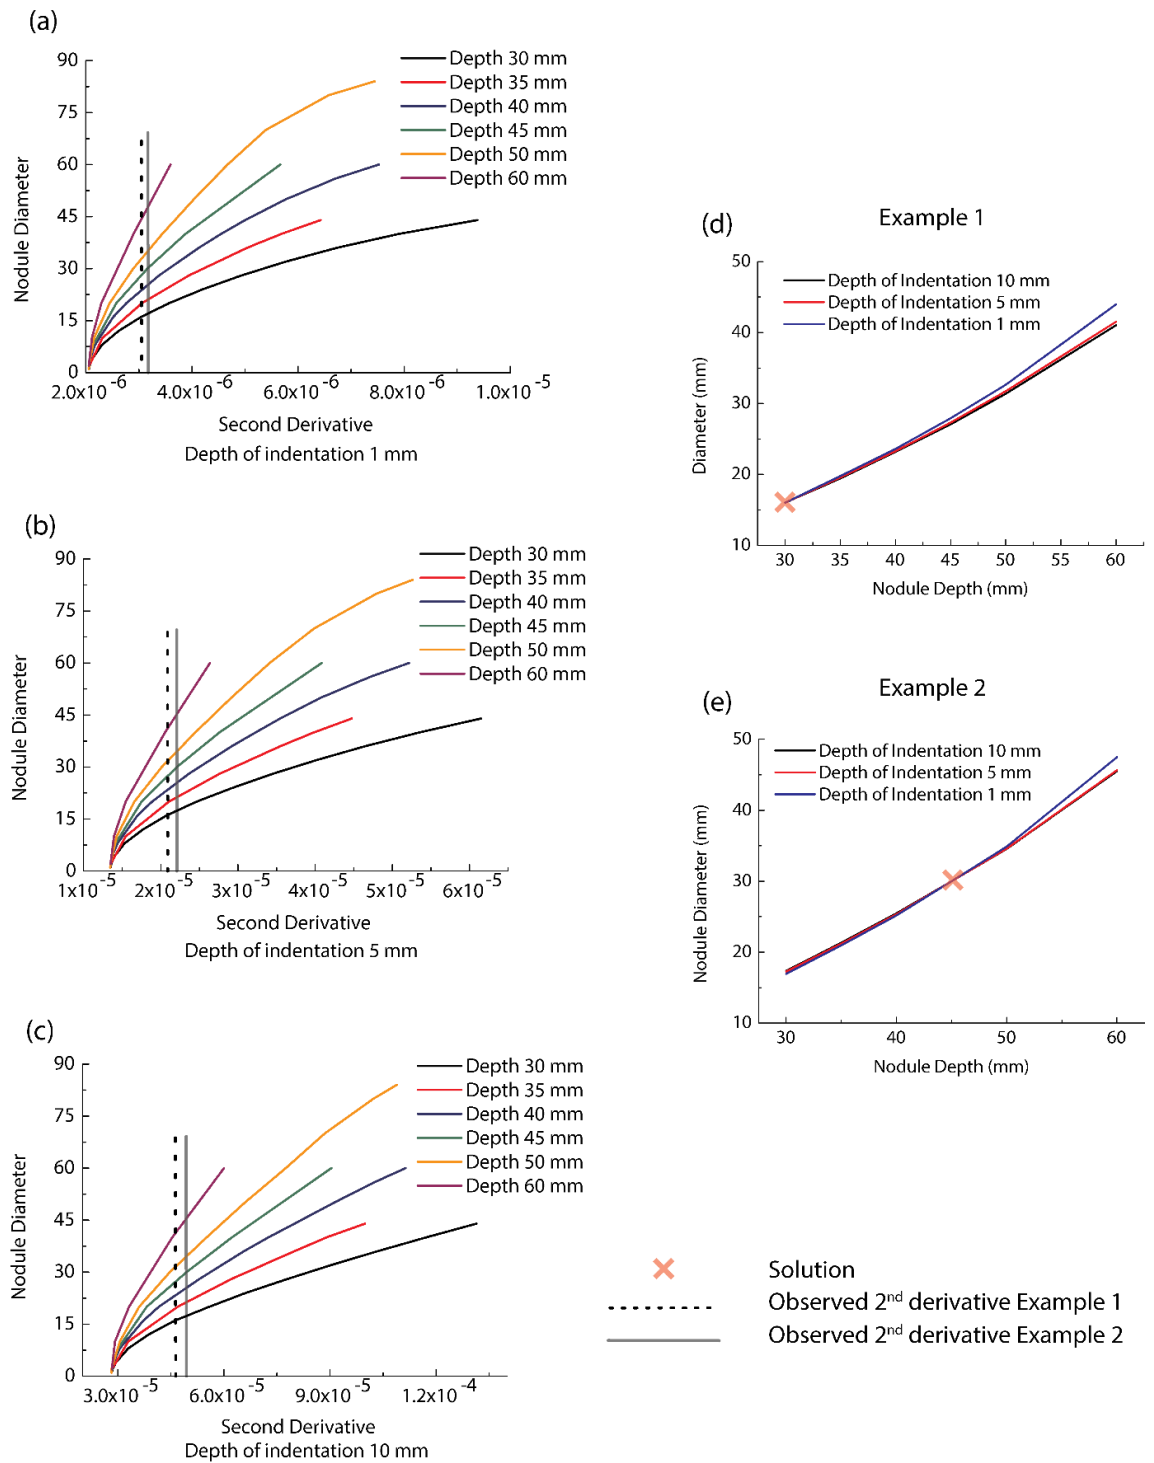 (a)
90
75
60
45
30
15
0
Nodule Diameter
Depth 30 mm
Depth 35 mm
Depth 40 mm
Depth 45 mm
Depth 50 mm
Depth 60 mm
2.0x10⁻⁶ 4.0x10⁻⁶ 6.0x10⁻⁶ 8.0x10⁻⁶ 1.0x10⁻⁵
Second Derivative
Depth of indentation 1 mm
(b)
90
75
60
45
30
15
0
Nodule Diameter
Depth 30 mm
Depth 35 mm
Depth 40 mm
Depth 45 mm
Depth 50 mm
Depth 60 mm
1x10⁻⁵ 2x10⁻⁵ 3x10⁻⁵ 4x10⁻⁵ 5x10⁻⁵ 6x10⁻⁵
Second Derivative
Depth of indentation 5 mm
(c)
90
75
60
45
30
15
0
Nodule Diameter
Depth 30 mm
Depth 35 mm
Depth 40 mm
Depth 45 mm
Depth 50 mm
Depth 60 mm
3.0x10⁻⁵ 6.0x10⁻⁵ 9.0x10⁻⁵ 1.2x10⁻⁴
Second Derivative
Depth of indentation 10 mm
(d)
Example 1
50
40
30
20
10
Diameter (mm)
Depth of Indentation 10 mm
Depth of Indentation 5 mm
Depth of Indentation 1 mm
30 35 40 45 50 55 60
Nodule Depth (mm)
(e)
Example 2
50
40
30
20
10
Nodule Diameter (mm)
Depth of Indentation 10 mm
Depth of Indentation 5 mm
Depth of Indentation 1 mm
30 40 50 60
Nodule Depth (mm)
Solution
Observed 2ⁿᵈ derivative Example 1
Observed 2ⁿᵈ derivative Example 2